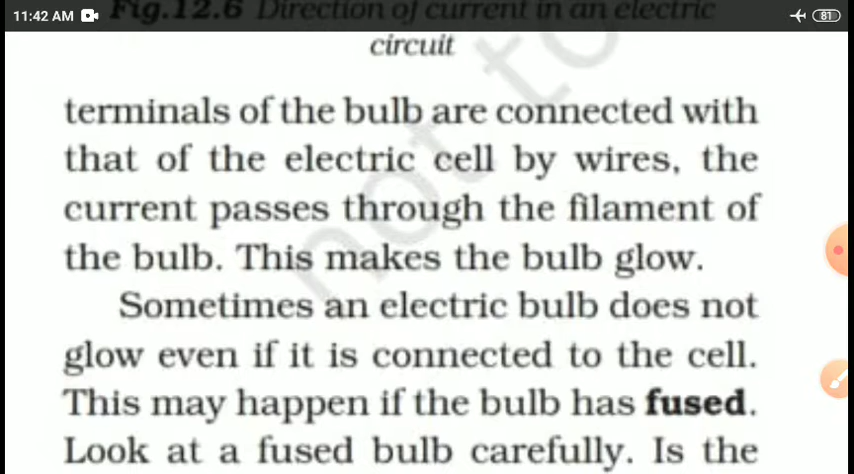 11:42 AM
81
Fig.12.6 Direction of current in an electric
circuit
terminals of the bulb are connected with
that of the electric cell by wires, the
current passes through the filament of
the bulb. This makes the bulb glow.
Sometimes an electric bulb does not
glow even if it is connected to the cell.
This may happen if the bulb has fused.
Look at a fused bulb carefully. Is the
not to